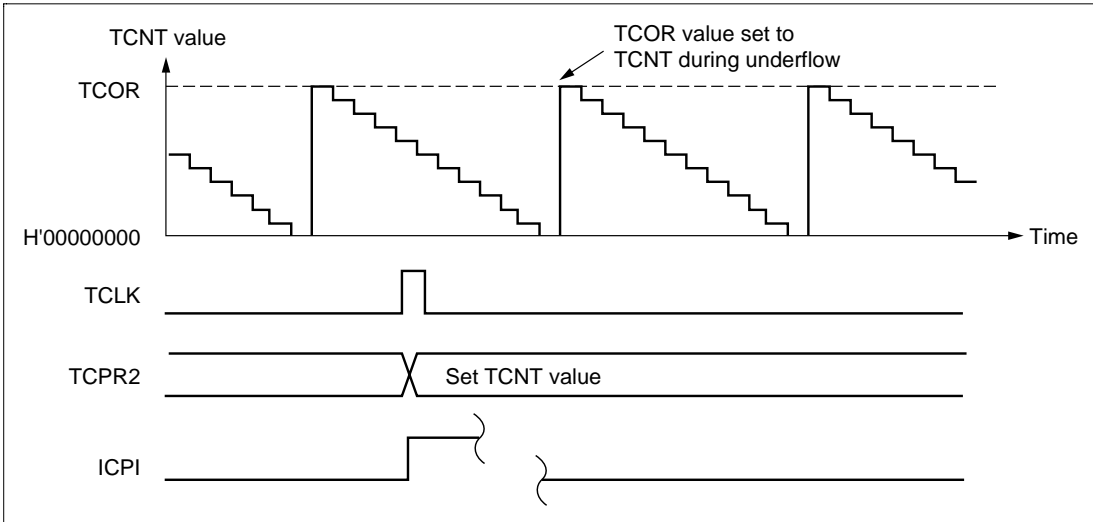 TCNT value
TCOR value set to
TCNT during underflow
TCOR
H'00000000
Time
TCLK
TCPR2
Set TCNT value
ICPI